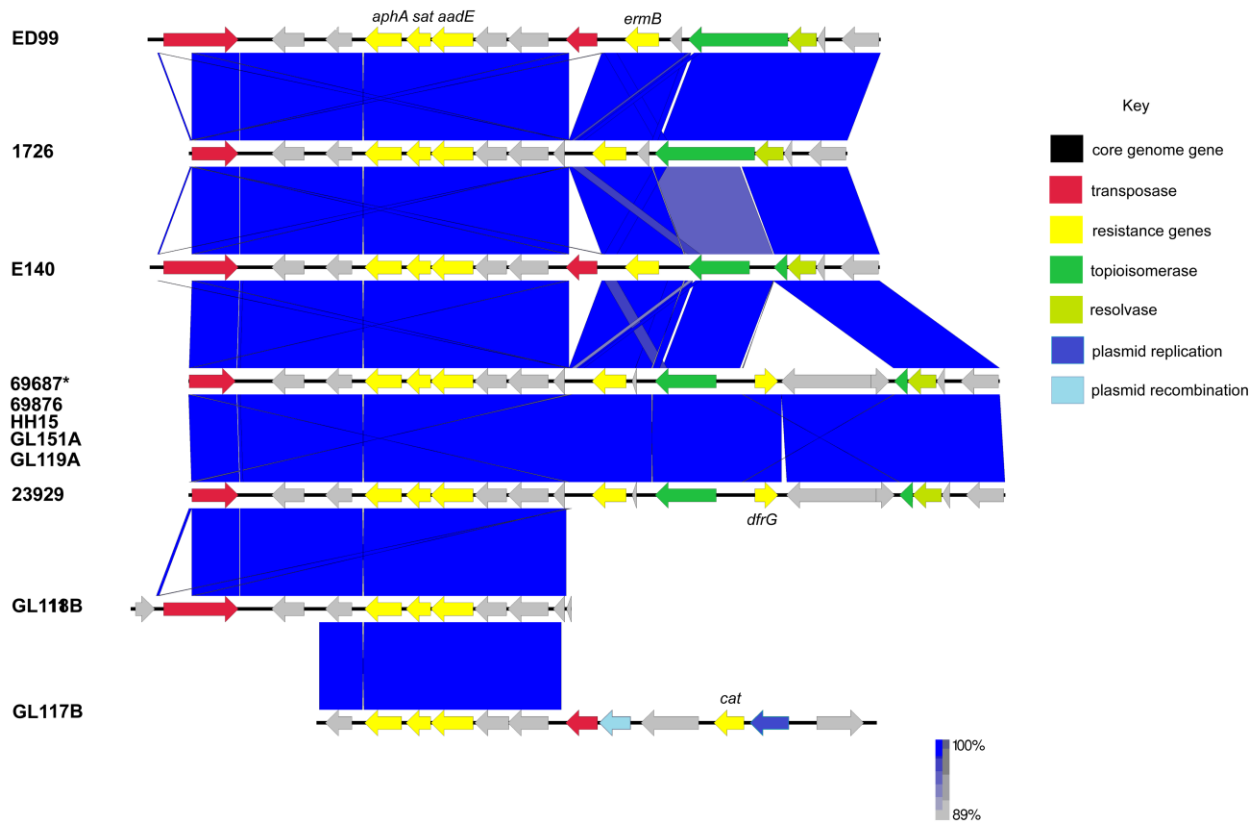 aphA sat aadE
ermB
ED99
1726
E140
69687*
69876
HH15
GL151A
GL119A
23929
dfrG
GL117B
cat
Key
core genome gene
transposase
resistance genes
topioisomerase
resolvase
plasmid replication
plasmid recombination
100%
89%